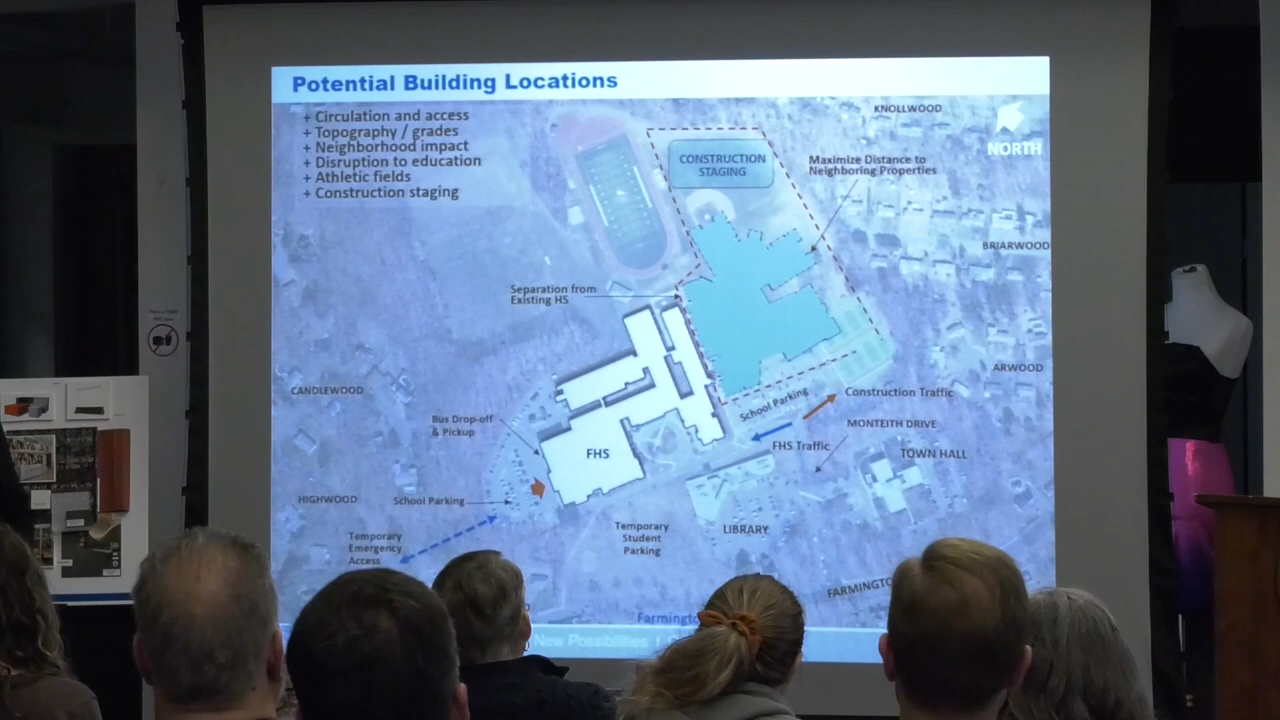 Potential Building Locations
+ Circulation and access
+ Topography / grades
+ Neighborhood impact
+ Disruption to education
+ Athletic fields
+ Construction staging
KNOLLWOOD
NORTH
CONSTRUCTION
STAGING
Maximize Distance to
Neighboring Properties
BRIARWOOD
Separation from
Existing HS
ARWOOD
CANDLEWOOD
School Parking
Construction Traffic
Bus Drop-off
& Pickup
MONTEITH DRIVE
FHS Traffic
FHS
TOWN HALL
HIGHWOOD
School Parking
Temporary
Student
Parking
LIBRARY
Temporary
Emergency
Access
FARMINGTO
Farmingto
New Possibilities